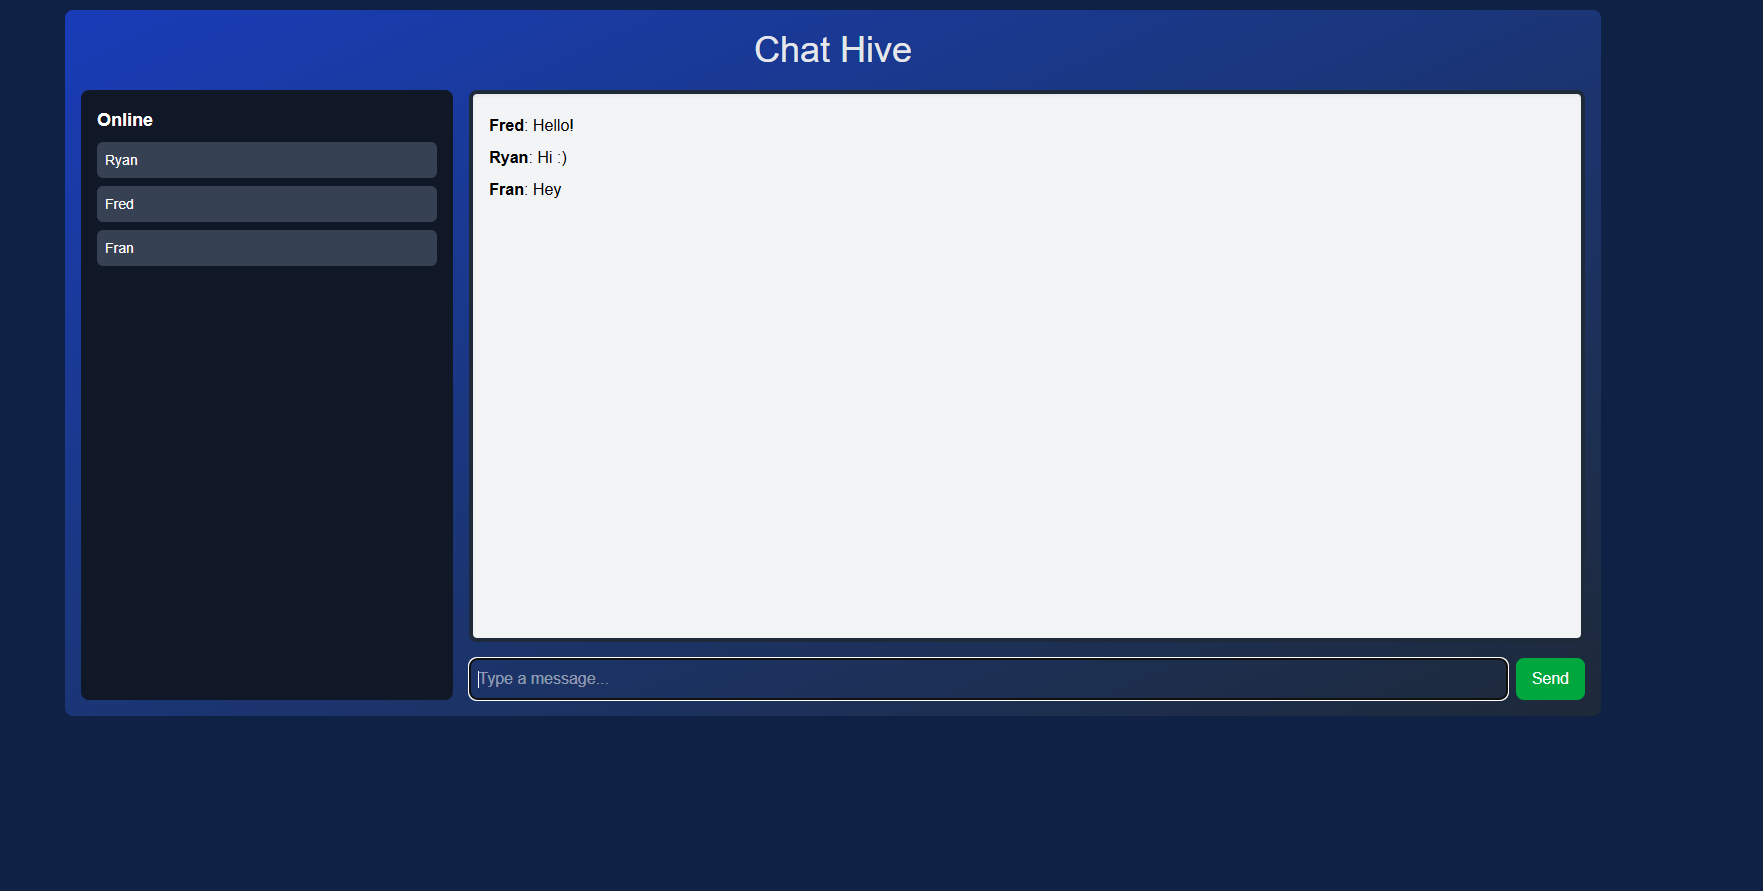 Chat Hive
Online
Ryan
Fred
Fran
Fred: Hello!
Ryan: Hi :)
Fran: Hey
Type a message...
Send